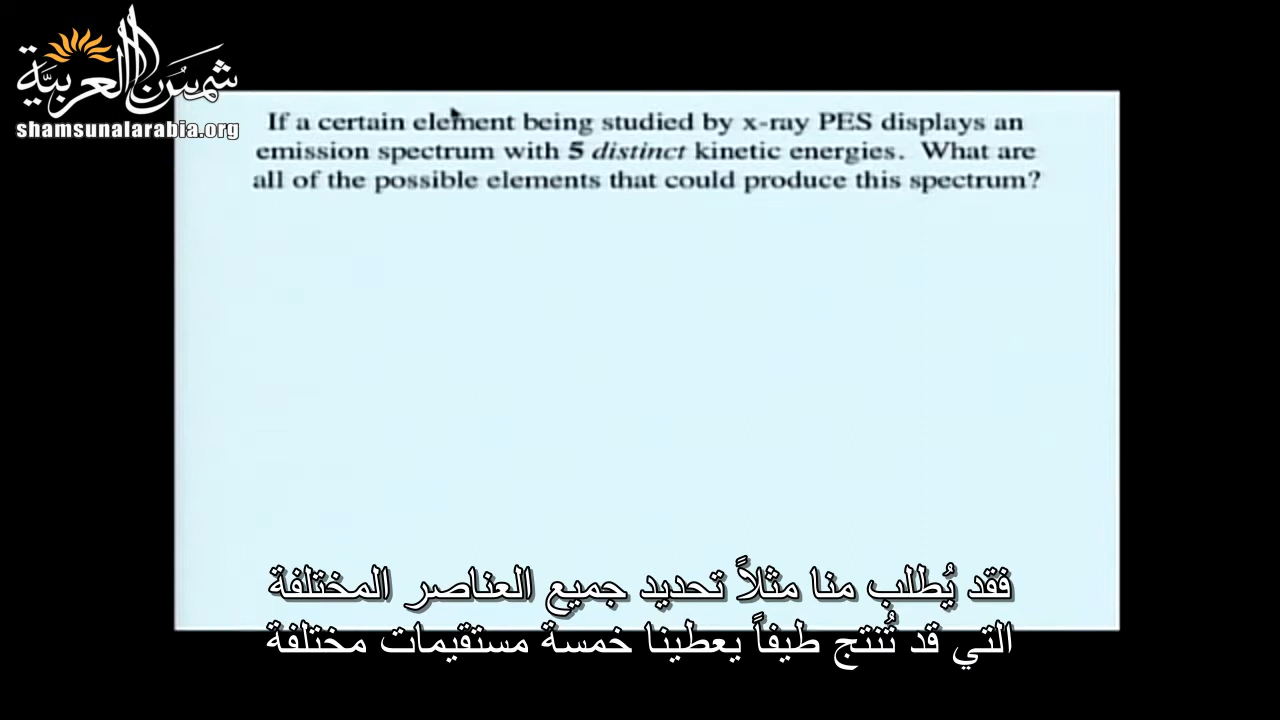 شمس العربية
shamsunalarabia.org
If a certain element being studied by x-ray PES displays an
emission spectrum with 5 distinct kinetic energies. What are
all of the possible elements that could produce this spectrum?
فقد يُطلب منا مثلاً تحديد جميع العناصر المختلفة
التي قد تُنتج طيفاً يعطينا خمسة مستقيمات مختلفة